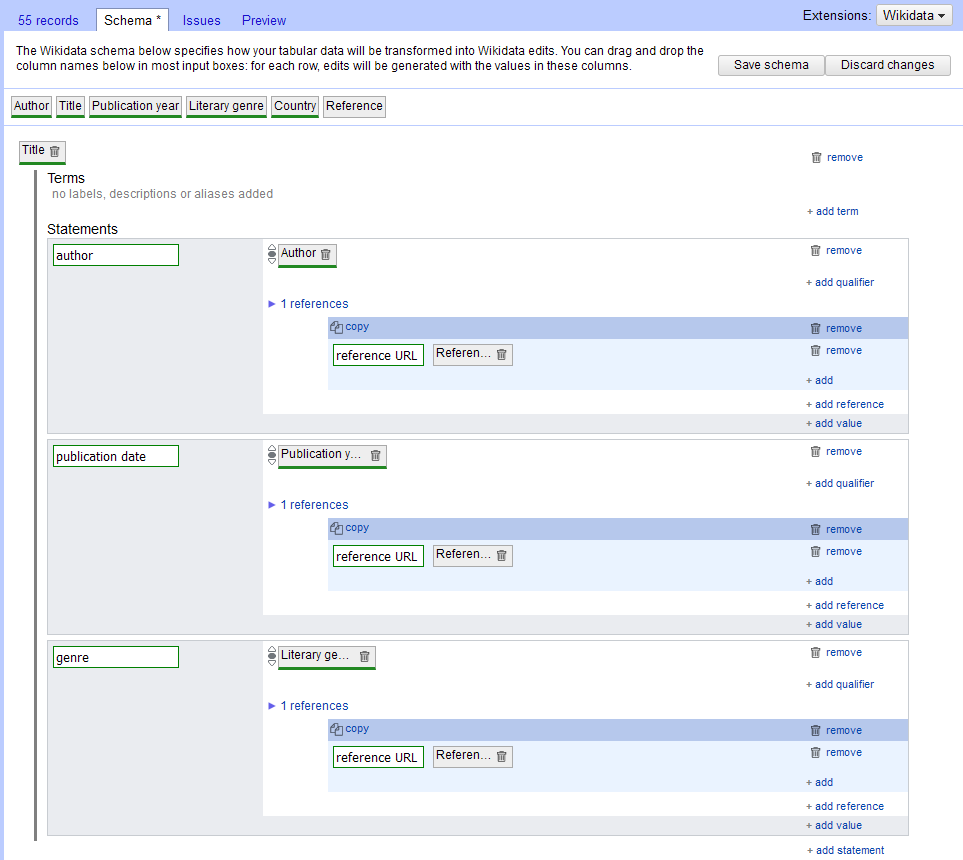 55 records Schema * Issues Preview Extensions: Wikidata
The Wikidata schema below specifies how your tabular data will be transformed into Wikidata edits. You can drag and drop the
column names below in most input boxes: for each row, edits will be generated with the values in these columns.
Save schema Discard changes
Author Title Publication year Literary genre Country Reference
Title remove
Terms
no labels, descriptions or aliases added
+ add term
Statements
author Author remove
+ add qualifier
1 references
copy remove
reference URL Referen... remove
+ add
+ add reference
+ add value
publication date Publication y... remove
+ add qualifier
1 references
copy remove
reference URL Referen... remove
+ add
+ add reference
+ add value
genre Literary ge... remove
+ add qualifier
1 references
copy remove
reference URL Referen... remove
+ add
+ add reference
+ add value
+ add statement